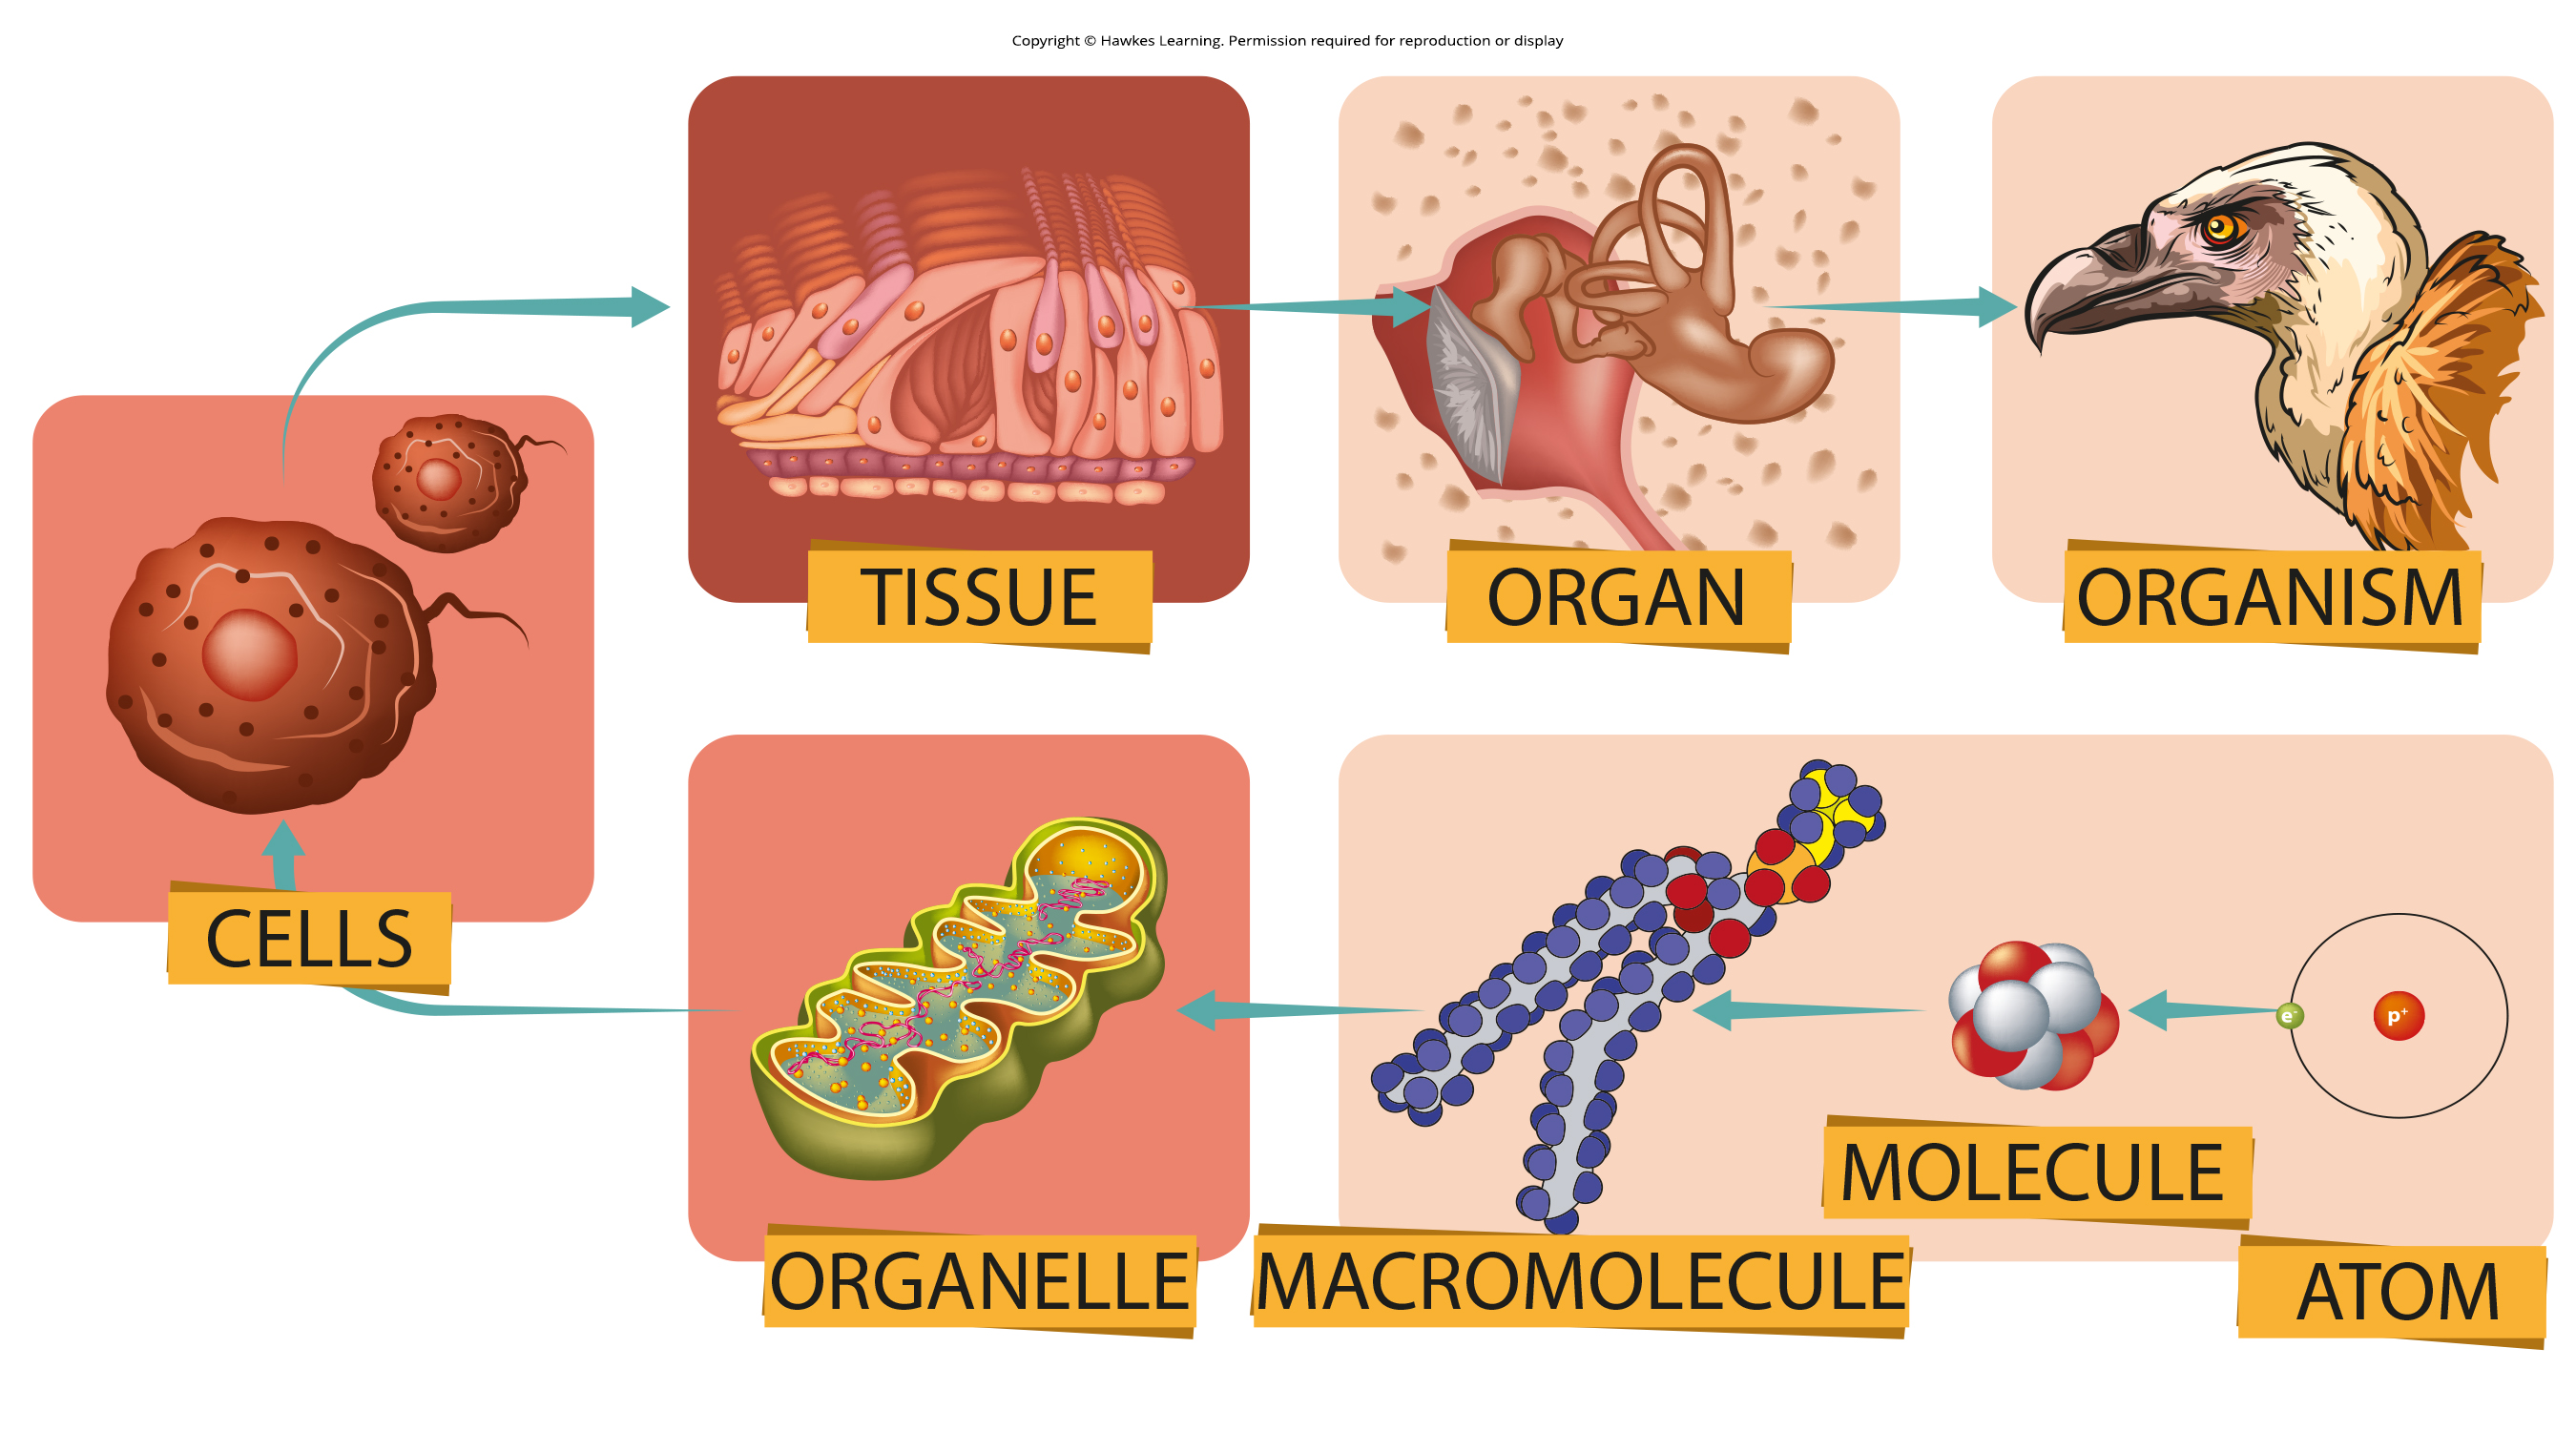 Copyright © Hawkes Learning. Permission required for reproduction or display
TISSUE
ORGAN
ORGANISM
CELLS
e⁻
p⁺
MOLECULE
ORGANELLE
MACROMOLECULE
ATOM